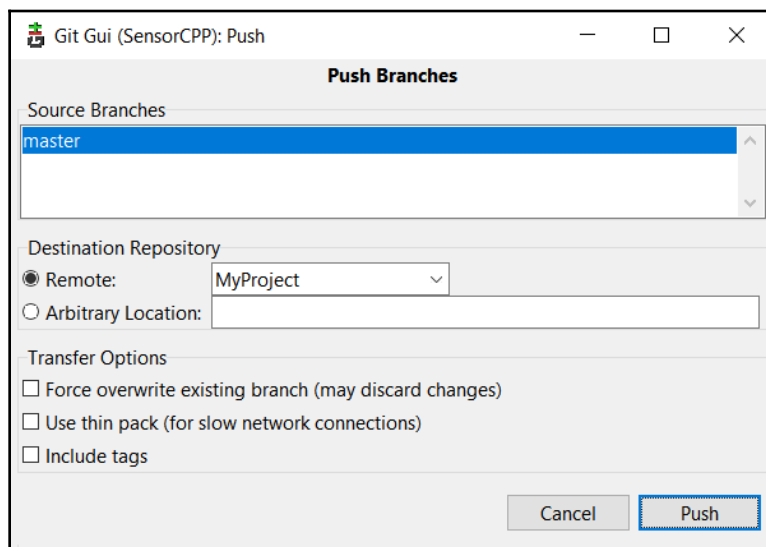 Git Gui (SensorCPP): Push
Push Branches
Source Branches
master
Destination Repository
Remote: MyProject
Arbitrary Location:
Transfer Options
Force overwrite existing branch (may discard changes)
Use thin pack (for slow network connections)
Include tags
Cancel Push